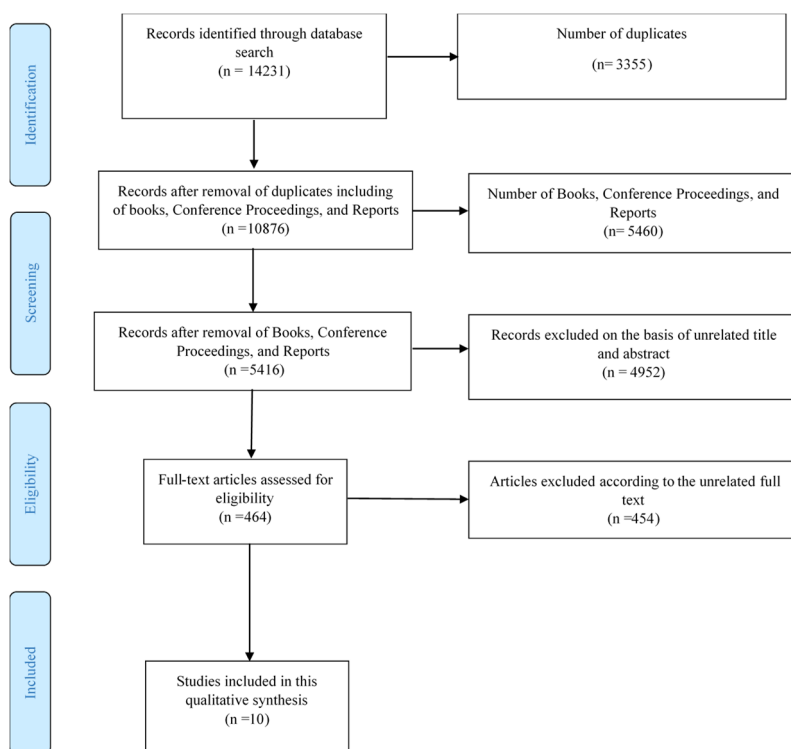 Identification
Records identified through database
search
(n = 14231)
Number of duplicates
(n= 3355)
Records after removal of duplicates including
of books, Conference Proceedings, and Reports
(n =10876)
Number of Books, Conference Proceedings, and
Reports
(n= 5460)
Screening
Records after removal of Books, Conference
Proceedings, and Reports
(n =5416)
Records excluded on the basis of unrelated title
and abstract
(n = 4952)
Eligibility
Full-text articles assessed for
eligibility
(n =464)
Articles excluded according to the unrelated full
text
(n =454)
Included
Studies included in this
qualitative synthesis
(n =10)